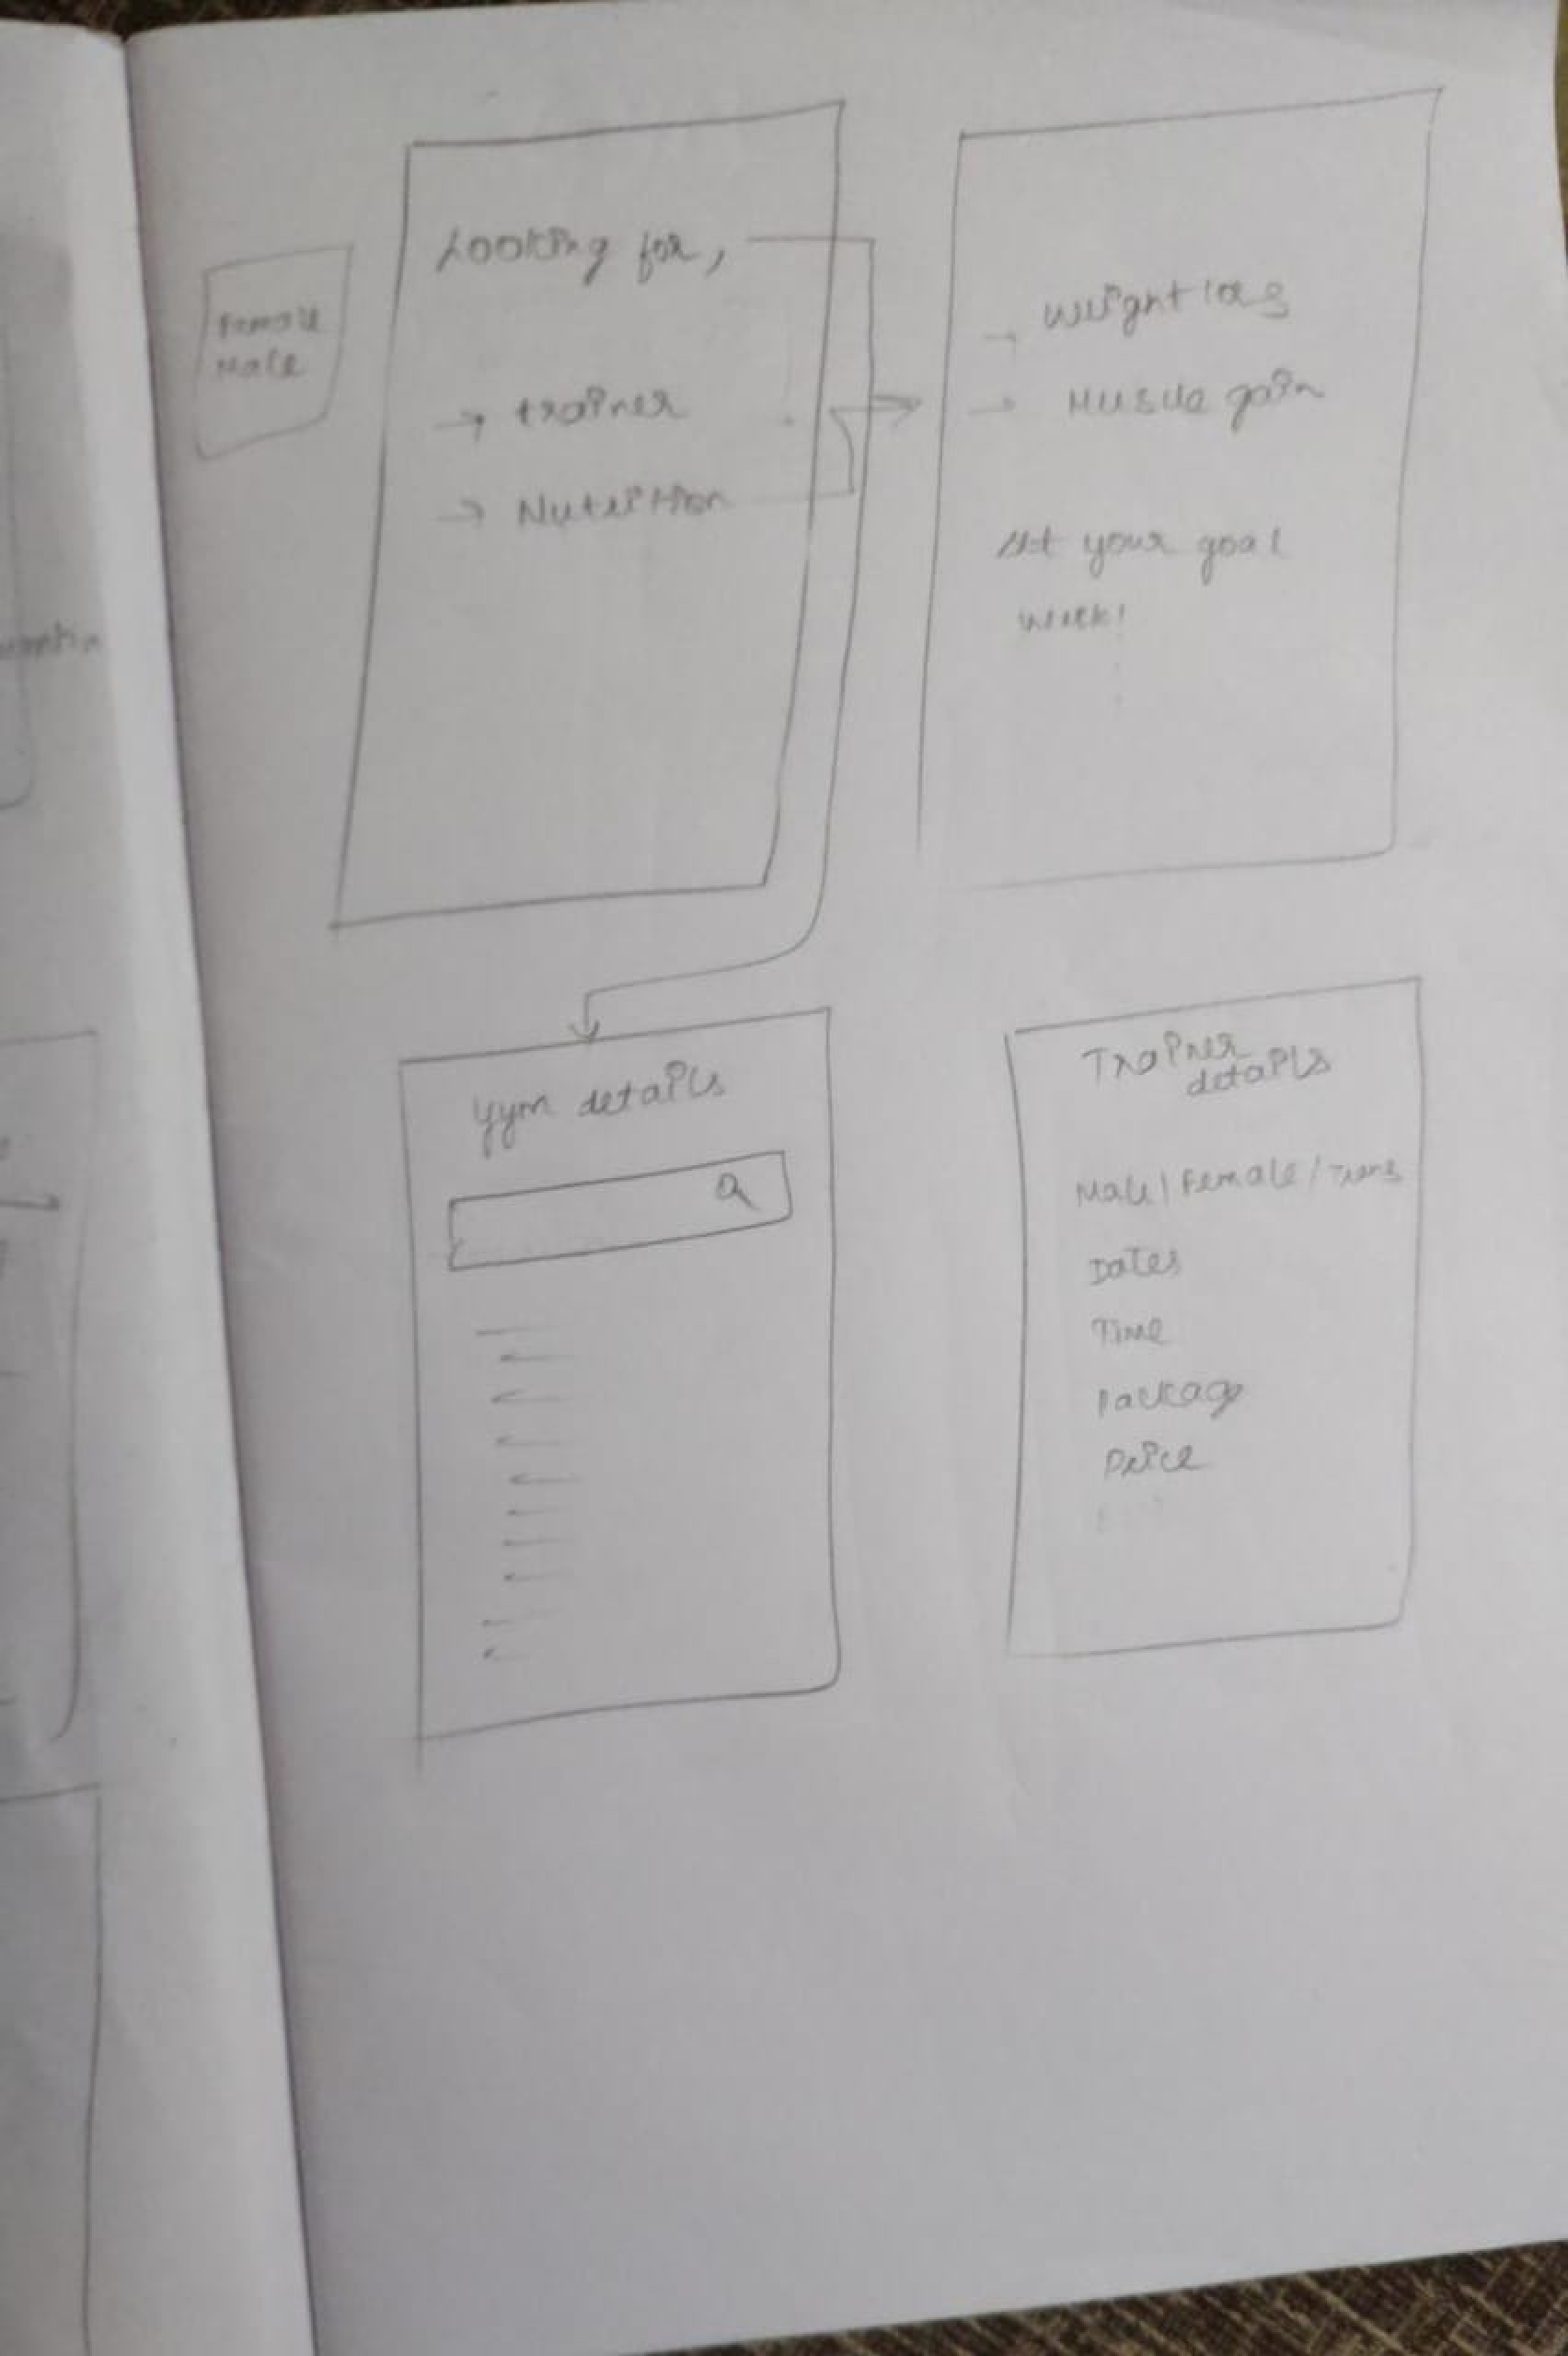 Female
Male
Looking for,
→ trainer
→ Nutrition
→ weight loss
→ Muscle gain
set your goal
week!
gym details
Trainer
details
Male / Female / Trans
Dates
Time
package
Price